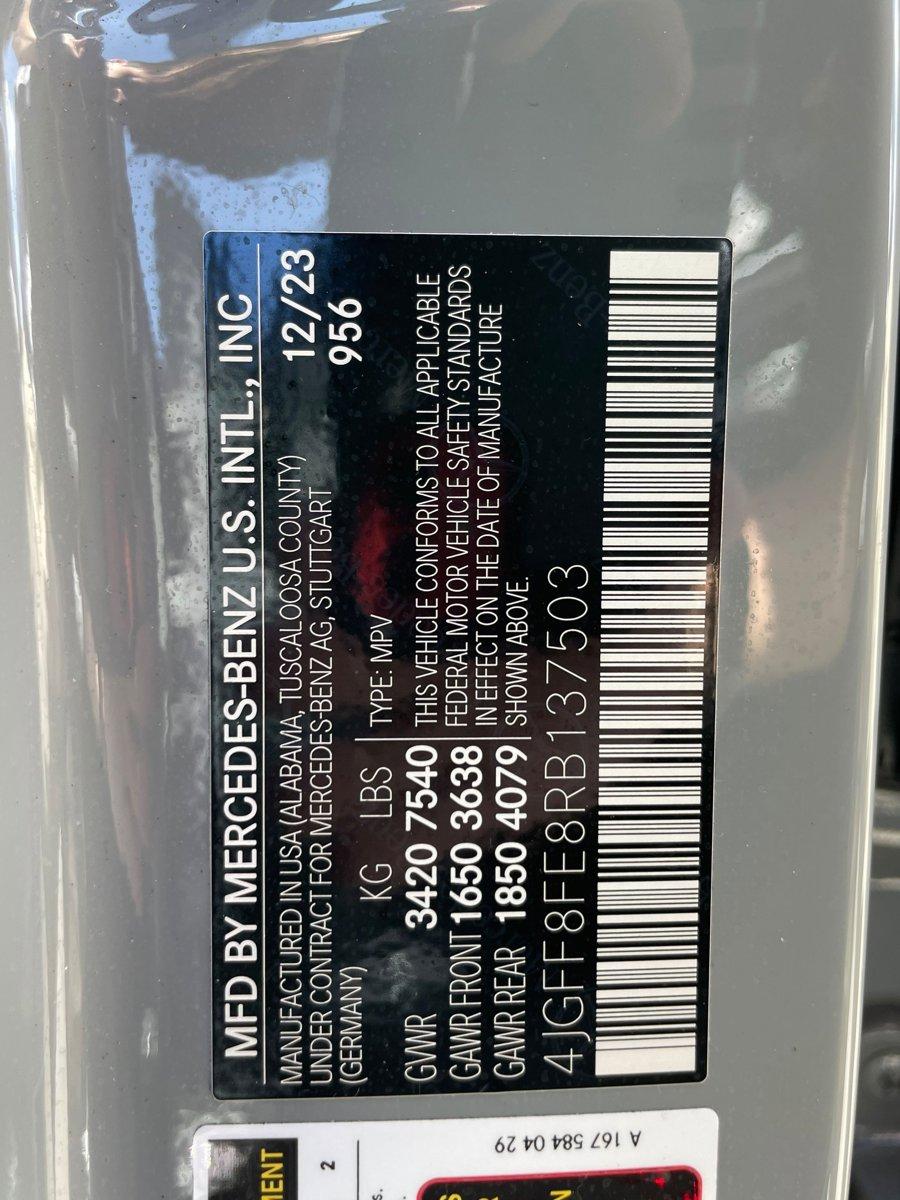 MFD BY MERCEDES-BENZ U.S. INTL., INC
MANUFACTURED IN USA (ALABAMA, TUSCALOOSA COUNTY) 12/23
UNDER CONTRACT FOR MERCEDES-BENZ AG, STUTTGART 956
(GERMANY)
KG LBS TYPE: MPV
GVWR 3420 7540 THIS VEHICLE CONFORMS TO ALL APPLICABLE
GAWR FRONT 1650 3638 FEDERAL MOTOR VEHICLE SAFETY STANDARDS
IN EFFECT ON THE DATE OF MANUFACTURE
GAWR REAR 1850 4079 SHOWN ABOVE.
4JGFF8FE8RB137503
A 167 584 04 29
2